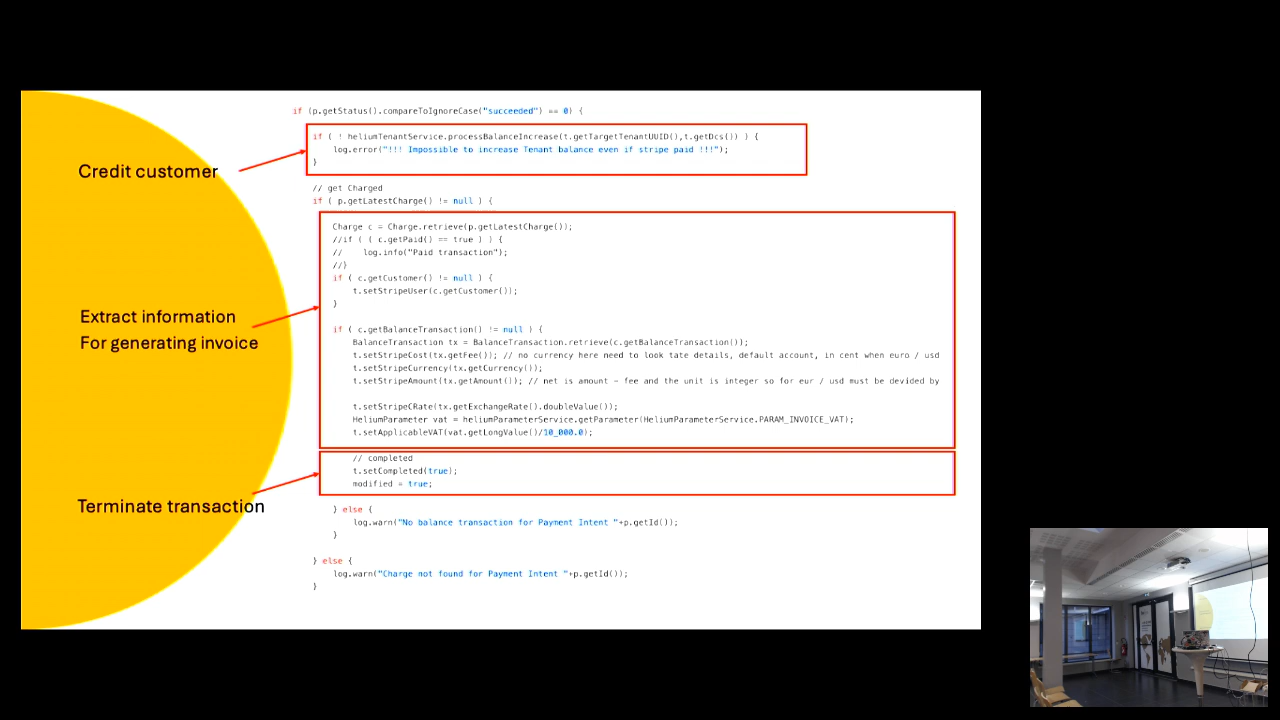 if (p.getStatus().compareToIgnoreCase("succeeded") == 0) {
if ( ! heliumTenantService.processBalanceIncrease(t.getTargetTenantUUID(),t.getDcs()) ) {
log.error("!!! Impossible to increase Tenant balance even if stripe paid !!!");
}
Credit customer
// get Charged
if ( p.getLatestCharge() != null ) {
Charge c = Charge.retrieve(p.getLatestCharge());
//if ( ( c.getPaid() == true ) ) {
// log.info("Paid transaction");
//}
if ( c.getCustomer() != null ) {
t.setStripeUser(c.getCustomer());
}
Extract information
For generating invoice
if ( c.getBalanceTransaction() != null ) {
BalanceTransaction tx = BalanceTransaction.retrieve(c.getBalanceTransaction());
t.setStripeCost(tx.getFee()); // no currency here need to look tate details, default account, in cent when euro / usd
t.setStripeCurrency(tx.getCurrency());
t.setStripeAmount(tx.getAmount()); // net is amount - fee and the unit is integer so for eur / usd must be devided by
t.setStripeCRate(tx.getExchangeRate().doubleValue());
HeliumParameter vat = heliumParameterService.getParameter(HeliumParameterService.PARAM_INVOICE_VAT);
t.setApplicableVAT(vat.getLongValue()/10_000.0);
// completed
t.setCompleted(true);
modified = true;
Terminate transaction
} else {
log.warn("No balance transaction for Payment Intent "+p.getId());
}
} else {
log.warn("Charge not found for Payment Intent "+p.getId());
}